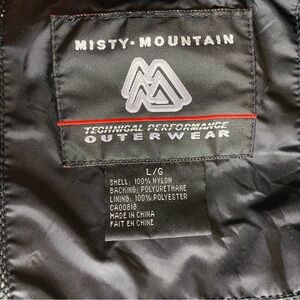 MISTY·MOUNTAIN
TECHNICAL PERFORMANCE
OUTERWEAR
L/G
SHELL: 100% NYLON
BACKING: POLYURETHANE
LINING: 100% POLYESTER
CA00818
MADE IN CHINA
FAIT EN CHINE